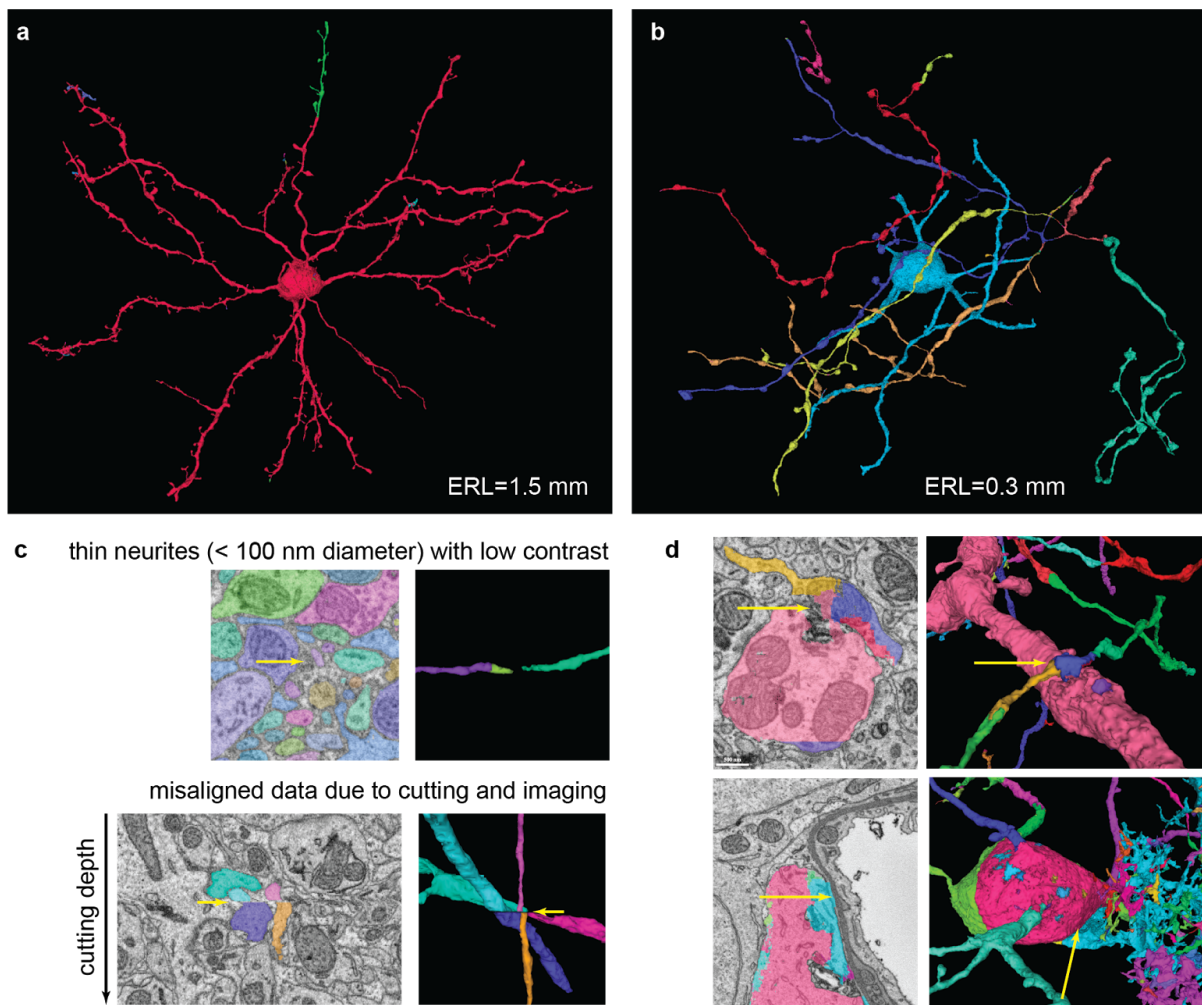 a
b
ERL=1.5 mm
ERL=0.3 mm
c
thin neurites (< 100 nm diameter) with low contrast
d
misaligned data due to cutting and imaging
cutting depth